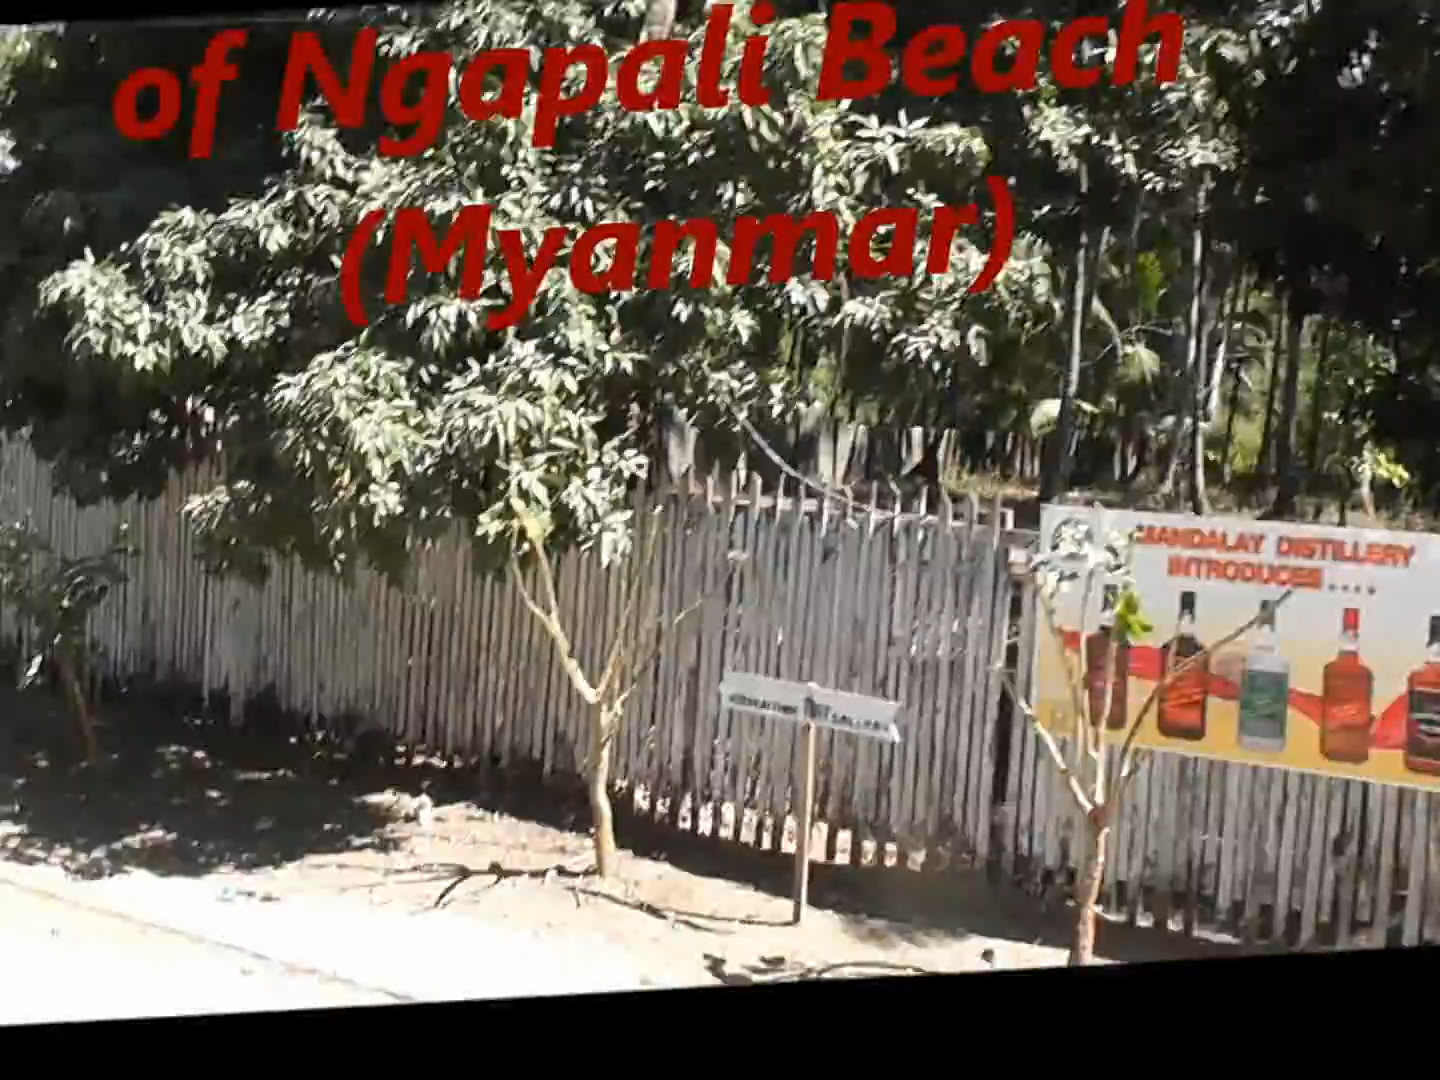 of Ngapali Beach
(Myanmar)
MANDALAY DISTILLERY
INTRODUCES ....